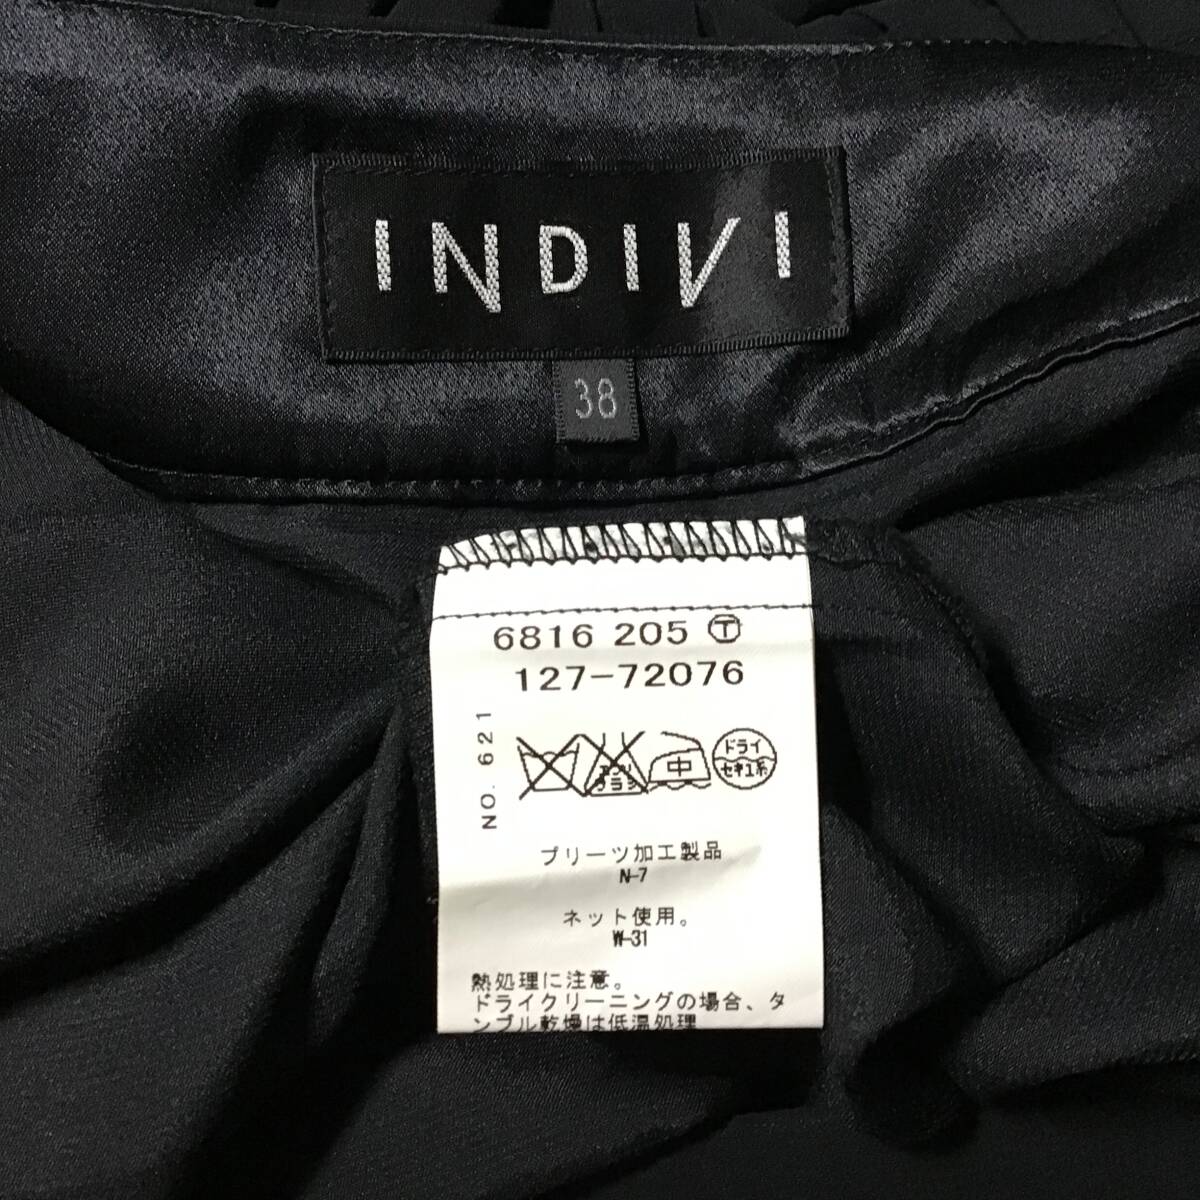 INDIVI
38
6816 205 Ⓣ
127-72076
NO. 621
中
ドライ
セキユ系
プリーツ加工製品
N-7
ネット使用。
W-31
熱処理に注意。
ドライクリーニングの場合、タ
ンブル乾燥は低温処理